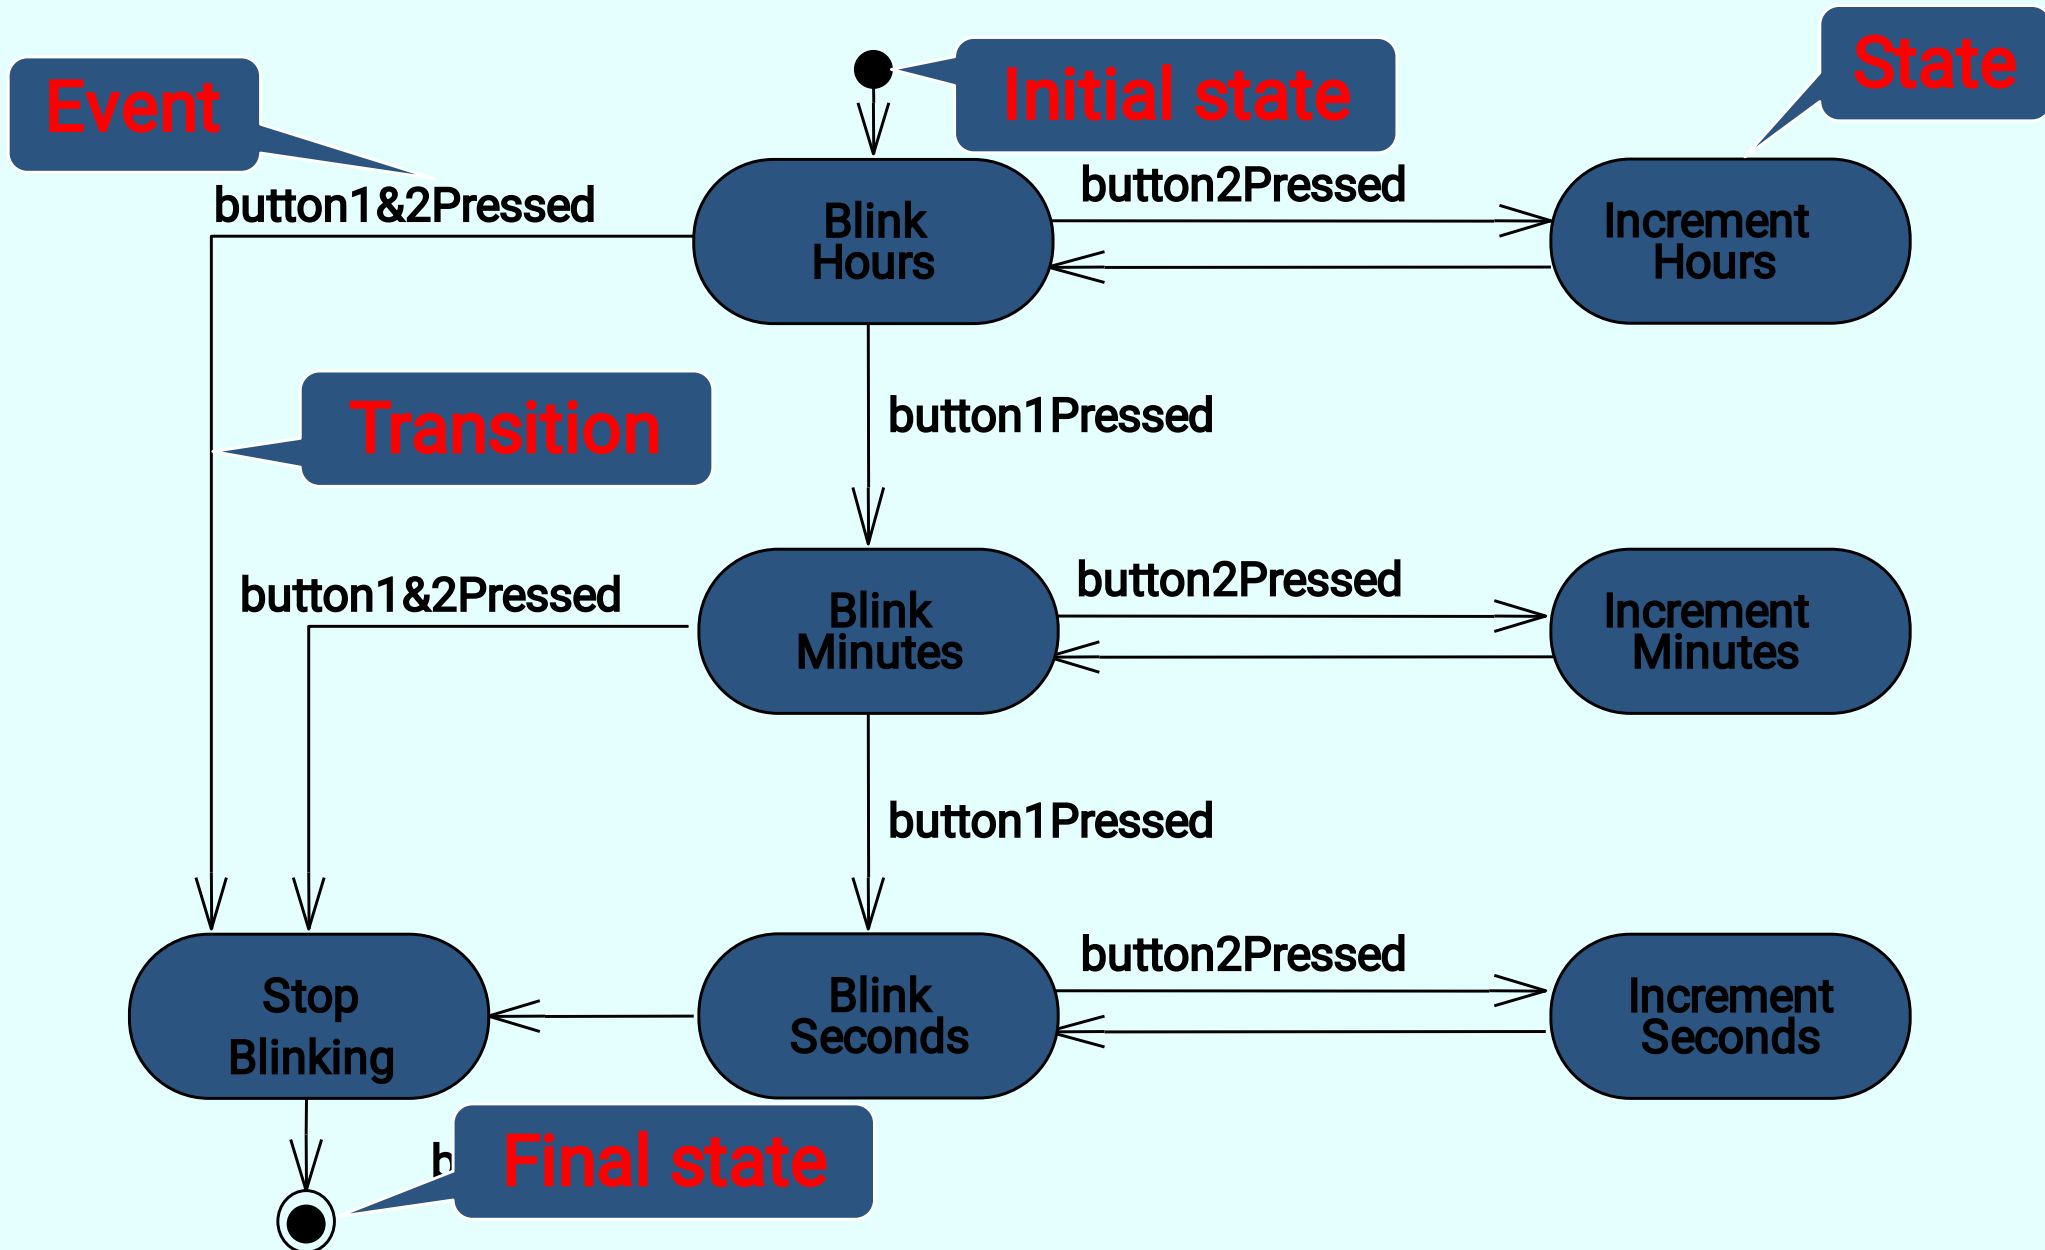 State
Event
Initial state
button1&2Pressed
button2Pressed
Blink
Hours
Increment
Hours
Transition
button1Pressed
button1&2Pressed
button2Pressed
Blink
Minutes
Increment
Minutes
button1Pressed
button2Pressed
Stop
Blinking
Blink
Seconds
Increment
Seconds
b
Final state